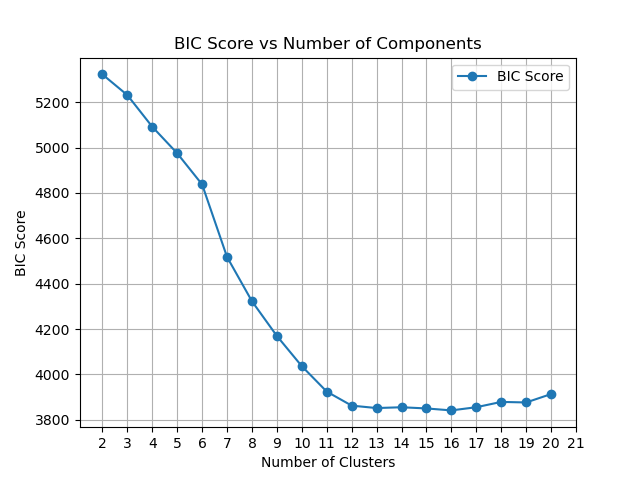 BIC Score vs Number of Components
BIC Score
5200
5000
4800
4600
4400
4200
4000
3800
BIC Score
2 3 4 5 6 7 8 9 10 11 12 13 14 15 16 17 18 19 20 21
Number of Clusters